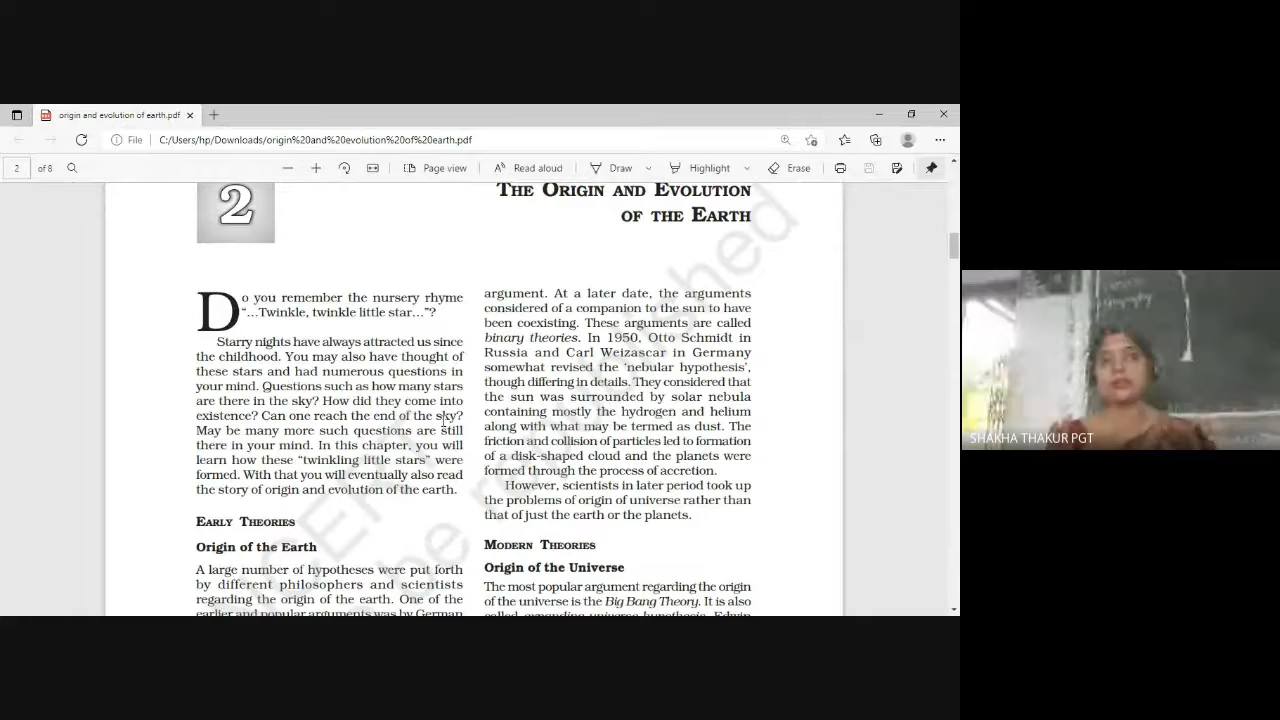 origin and evolution of earth.pdf
File
C:/Users/hp/Downloads/origin%20and%20evolution%20of%20earth.pdf
2 of 8
Page view
Read aloud
Draw
Highlight
Erase
2
THE ORIGIN AND EVOLUTION
OF THE EARTH
Do you remember the nursery rhyme
“...Twinkle, twinkle little star...”?
Starry nights have always attracted us since
the childhood. You may also have thought of
these stars and had numerous questions in
your mind. Questions such as how many stars
are there in the sky? How did they come into
existence? Can one reach the end of the sky?
May be many more such questions are still
there in your mind. In this chapter, you will
learn how these “twinkling little stars” were
formed. With that you will eventually also read
the story of origin and evolution of the earth.
EARLY THEORIES
Origin of the Earth
A large number of hypotheses were put forth
by different philosophers and scientists
regarding the origin of the earth. One of the
earlier and popular arguments was by German
argument. At a later date, the arguments
considered of a companion to the sun to have
been coexisting. These arguments are called
binary theories. In 1950, Otto Schmidt in
Russia and Carl Weizascar in Germany
somewhat revised the ‘nebular hypothesis’,
though differing in details. They considered that
the sun was surrounded by solar nebula
containing mostly the hydrogen and helium
along with what may be termed as dust. The
friction and collision of particles led to formation
of a disk-shaped cloud and the planets were
formed through the process of accretion.
However, scientists in later period took up
the problems of origin of universe rather than
that of just the earth or the planets.
MODERN THEORIES
Origin of the Universe
The most popular argument regarding the origin
of the universe is the Big Bang Theory. It is also
called expanding universe hypothesis. Edwin
be republished
SHAKHA THAKUR PGT